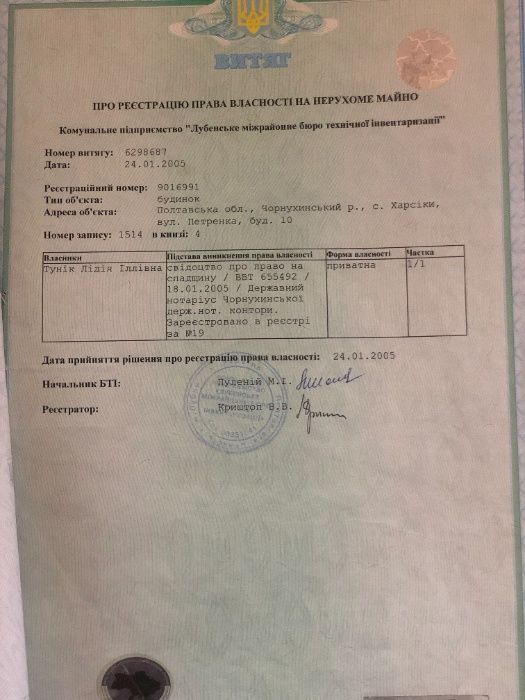 ВИТЯГ
ПРО РЕЄСТРАЦІЮ ПРАВА ВЛАСНОСТІ НА НЕРУХОМЕ МАЙНО
Комунальне підприємство "Лубенське міжрайонне бюро технічної інвентаризації"
Номер витягу: 6298687
Дата: 24.01.2005
Реєстраційний номер: 9016991
Тип об'єкта: будинок
Адреса об'єкта: Полтавська обл., Чорнухинський р., с. Харсіки,
вул. Петренка, буд. 10
Номер запису: 1514 в книзі: 4
Власники Підстава виникнення права власності Форма власності Частка
Тунік Лідія Іллівна свідоцтво про право на приватна 1/1
спадщину / ВВТ 655492 /
18.01.2005 / Державний
нотаріус Чорнухинської
держ.нот. контори.
Зареєстровано в реєстрі
за №19
Дата прийняття рішення про реєстрацію права власності: 24.01.2005
Начальник БТІ: Пуленій М.І.
Реєстратор: Криштоп В.В.